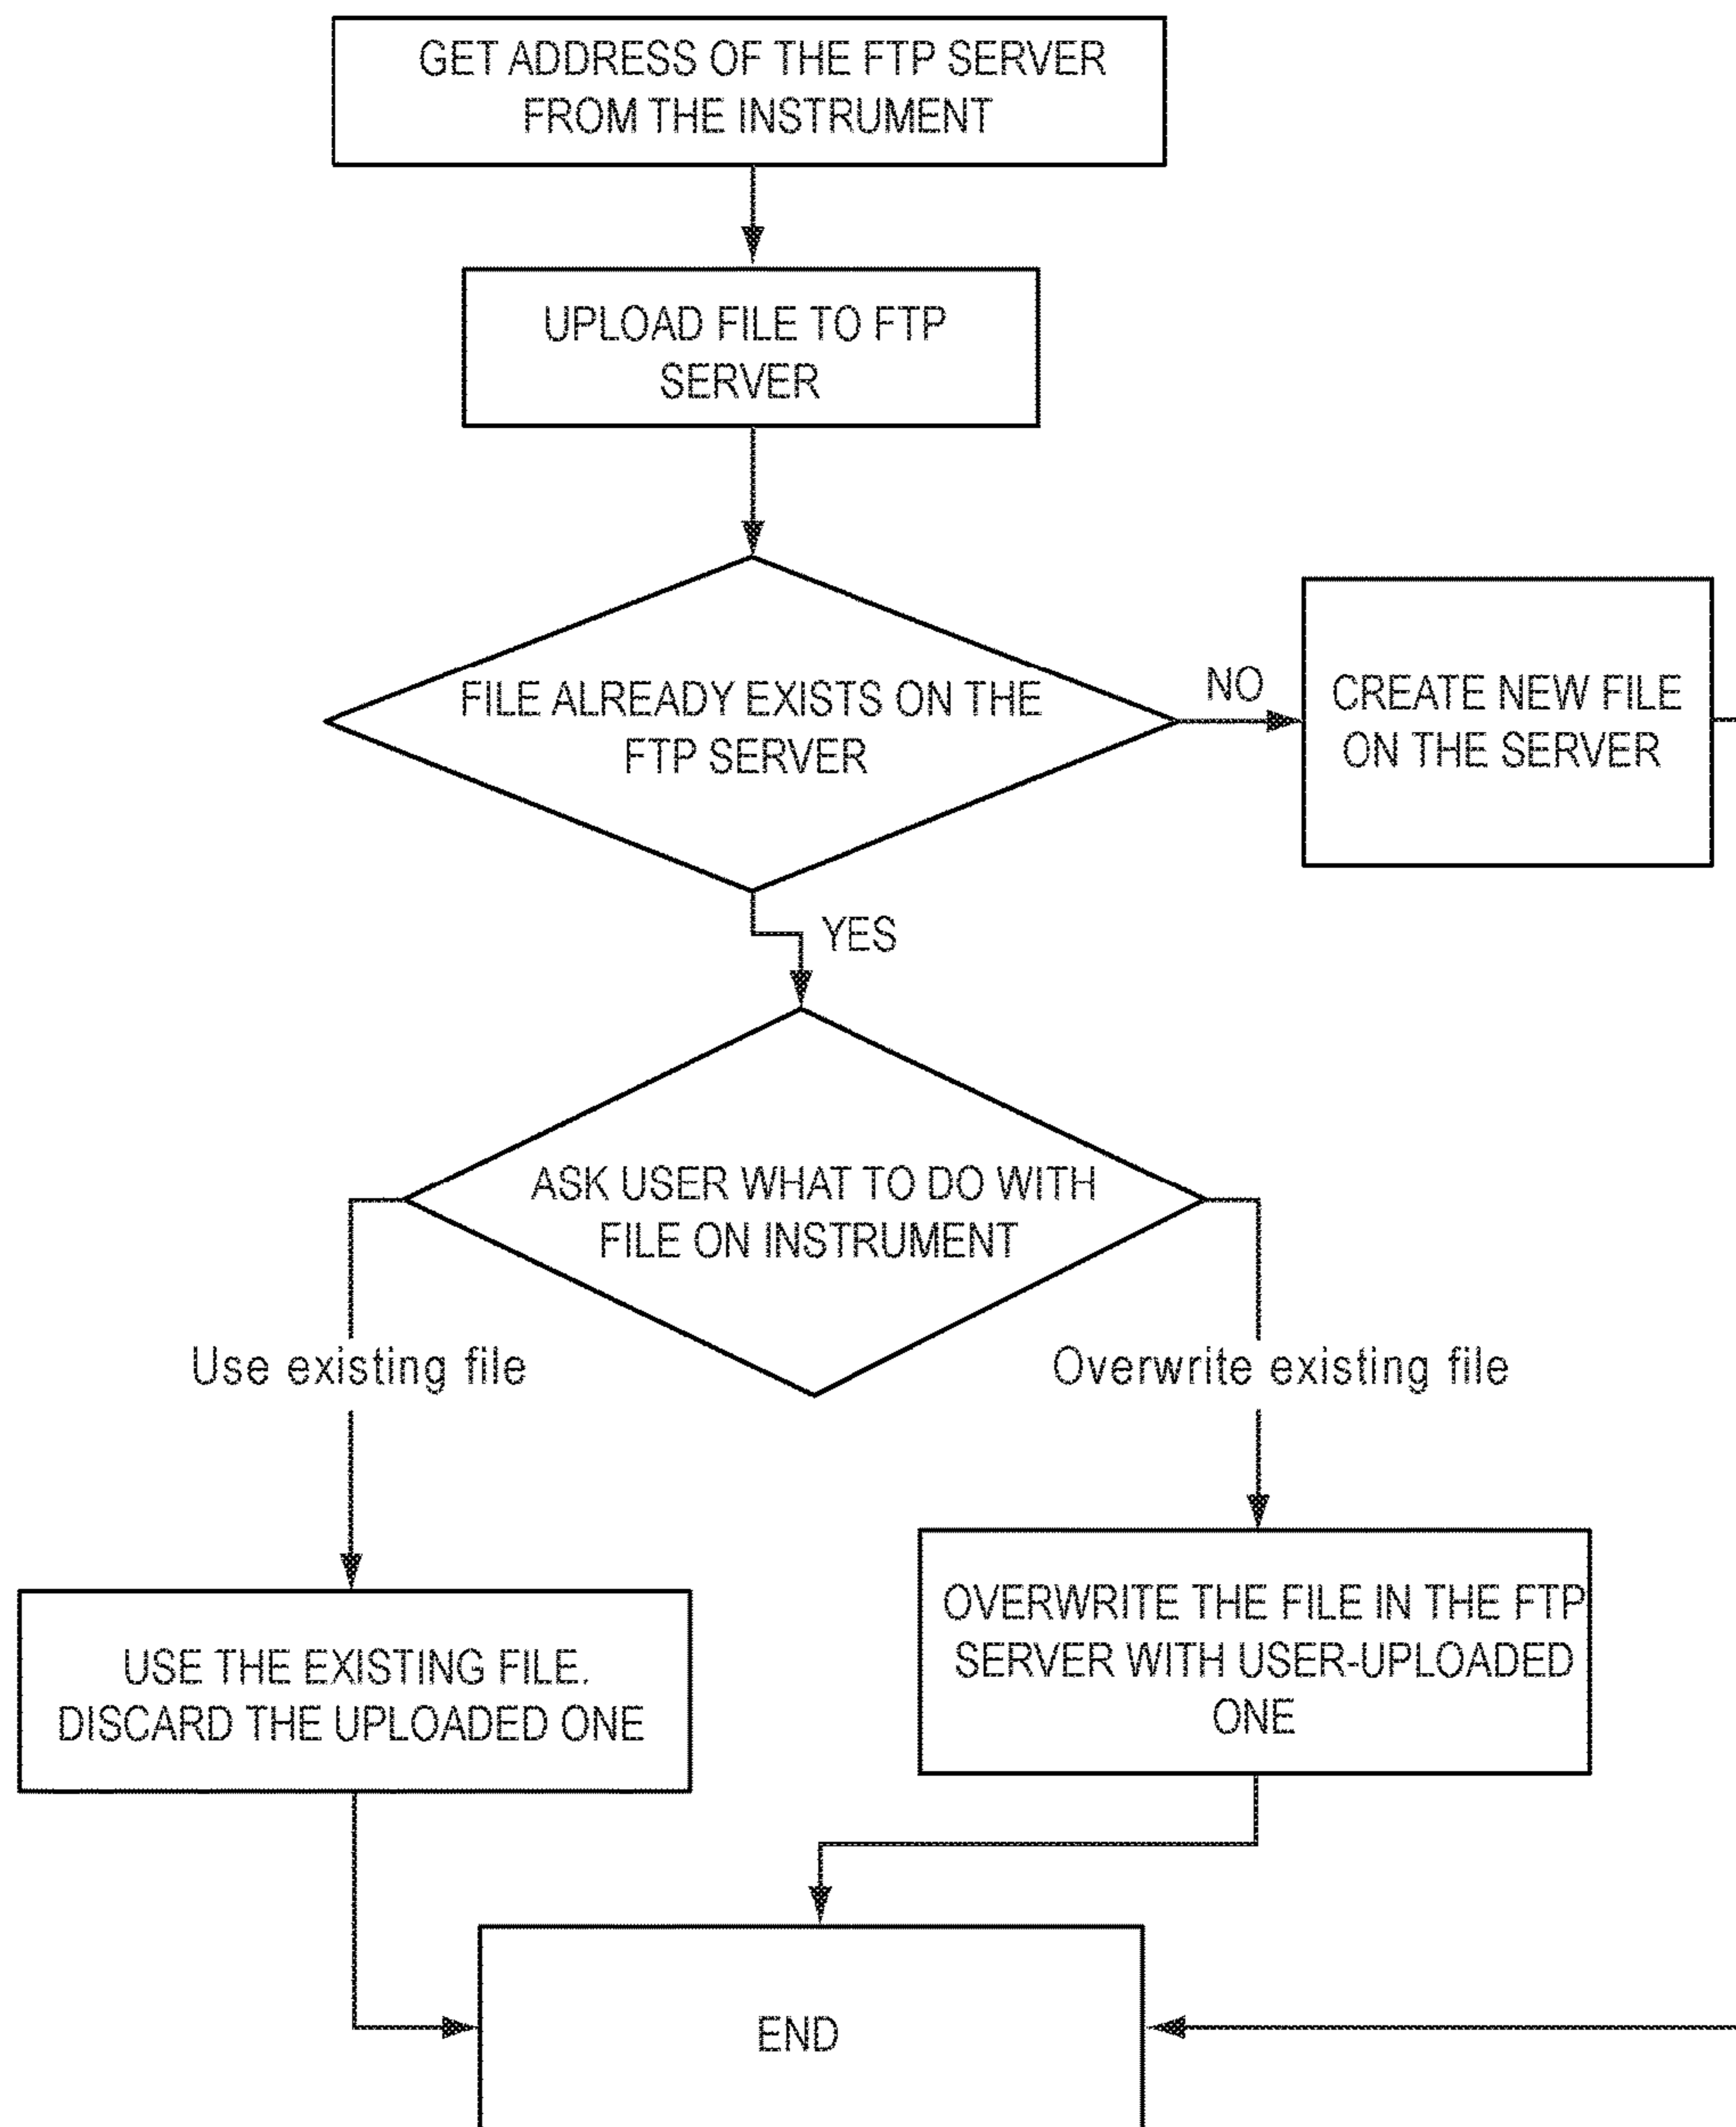 GET ADDRESS OF THE FTP SERVER
FROM THE INSTRUMENT
UPLOAD FILE TO FTP
SERVER
FILE ALREADY EXISTS ON THE
FTP SERVER
NO
CREATE NEW FILE
ON THE SERVER
YES
ASK USER WHAT TO DO WITH
FILE ON INSTRUMENT
Use existing file
Overwrite existing file
USE THE EXISTING FILE.
DISCARD THE UPLOADED ONE
OVERWRITE THE FILE IN THE FTP
SERVER WITH USER-UPLOADED
ONE
END